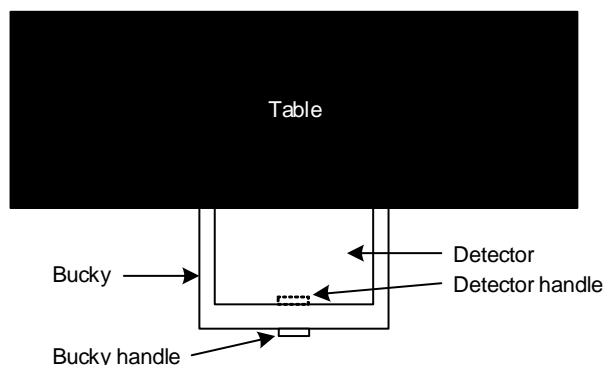 Table
Detector
Bucky
Detector handle
Bucky handle